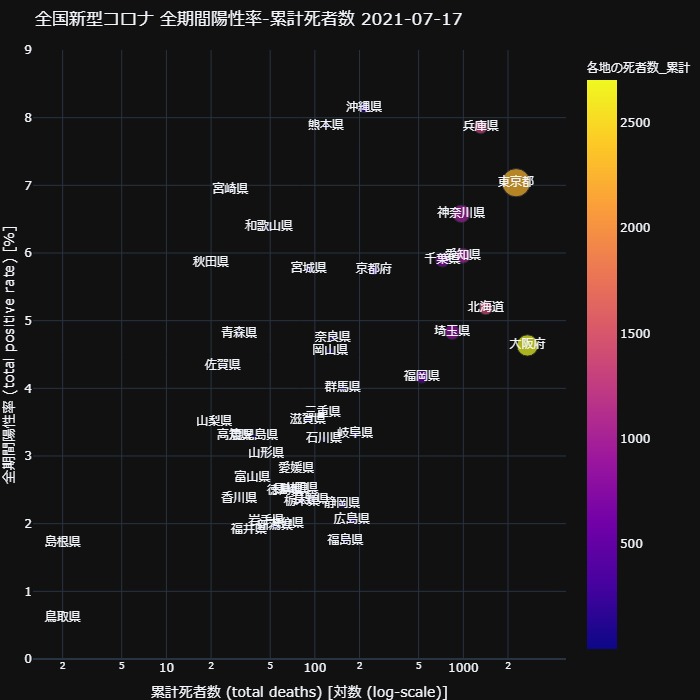 全国新型コロナ 全期間陽性率-累計死者数 2021-07-17
各地の死者数_累計
9
8
7
6
5
4
3
2
1
0
全期間陽性率 (total positive rate) [%]
沖縄県
熊本県
兵庫県
東京都
宮崎県
神奈川県
和歌山県
秋田県
宮城県
京都府
千葉県
愛知県
北海道
青森県
奈良県
埼玉県
岡山県
大阪府
佐賀県
福岡県
群馬県
三重県
山梨県
滋賀県
鹿児島県
石川県
岐阜県
山形県
愛媛県
富山県
香川県
栃木県
静岡県
岩手県
広島県
福井県
福島県
島根県
鳥取県
2
5
10
2
5
100
2
5
1000
2
累計死者数 (total deaths) [対数 (log-scale)]
2500
2000
1500
1000
500